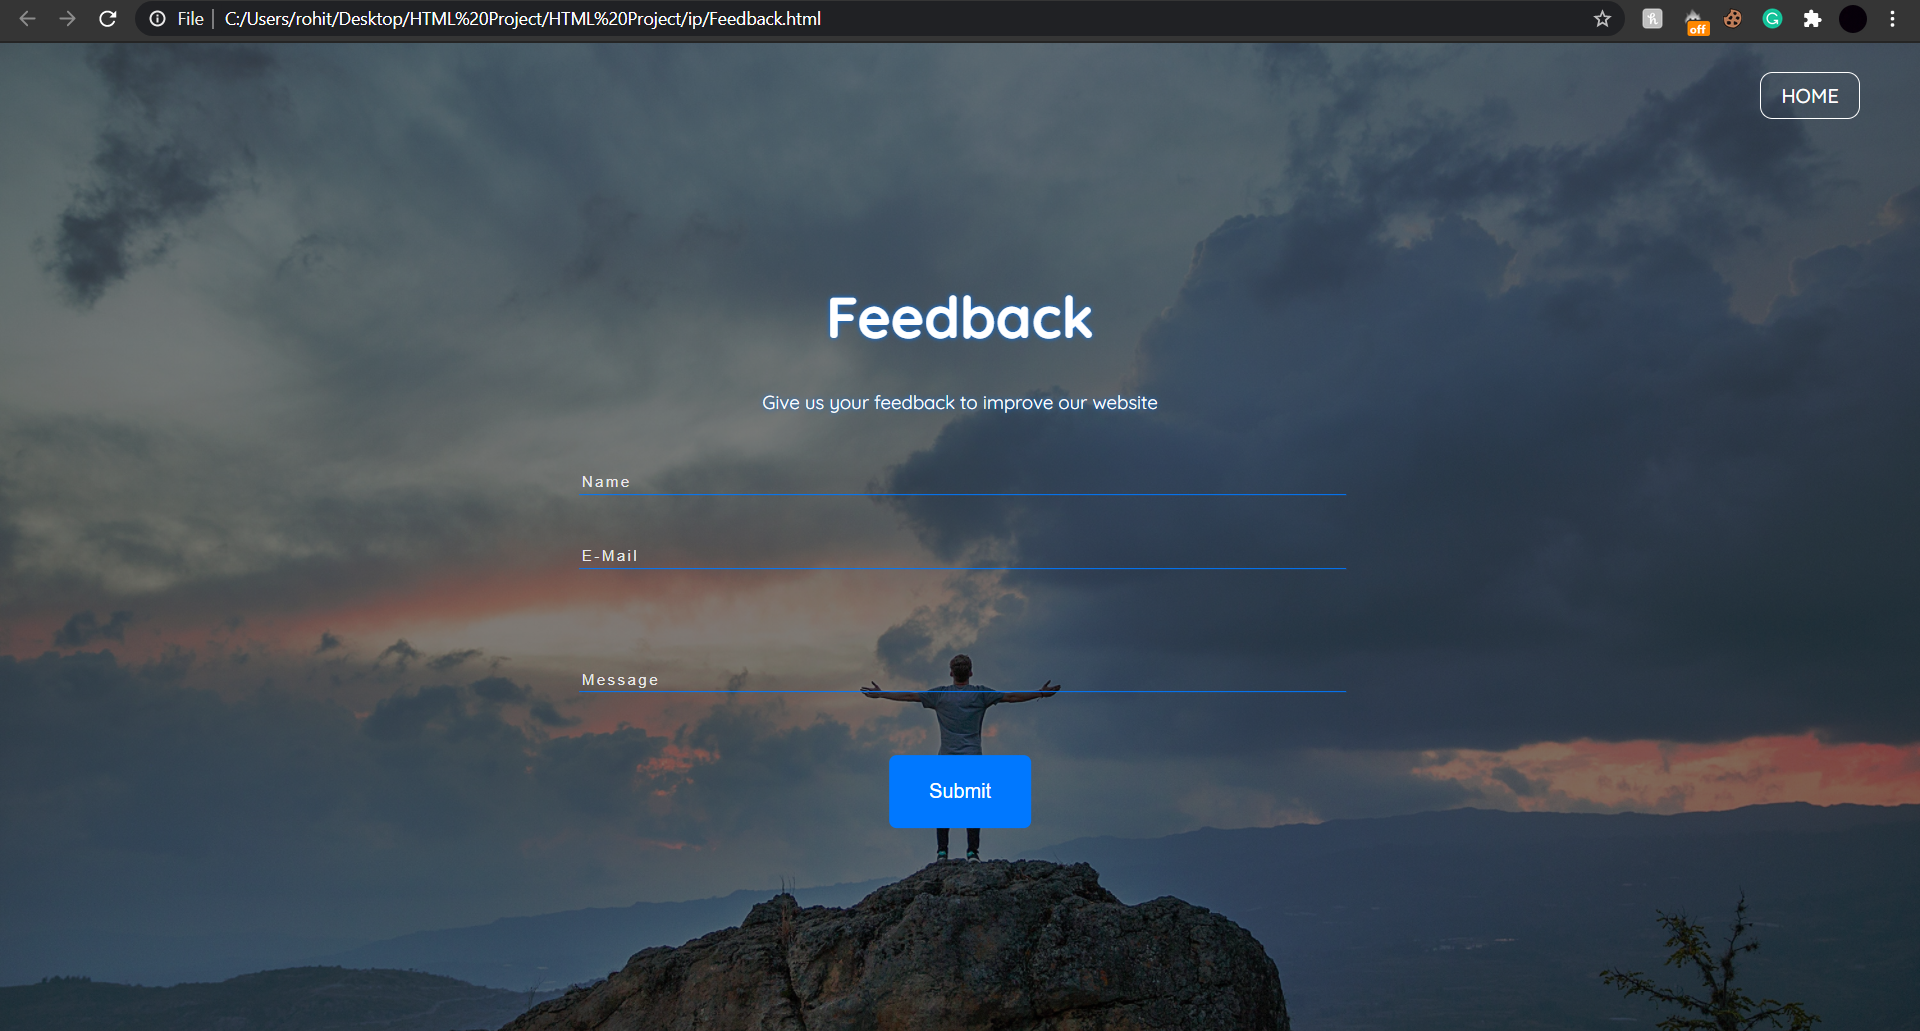 File | C:/Users/rohit/Desktop/HTML%20Project/HTML%20Project/ip/Feedback.html
off
HOME
Feedback
Give us your feedback to improve our website
Name
E-Mail
Message
Submit